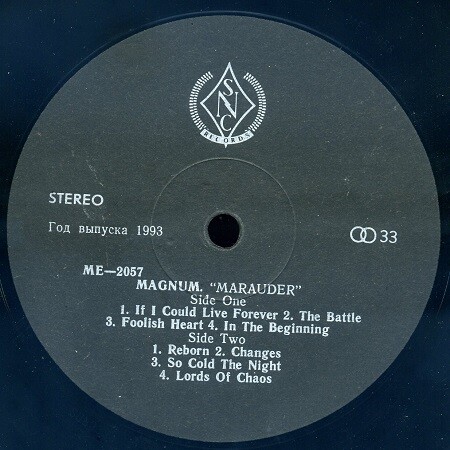 SNC
RECORDS
STEREO
Год выпуска 1993
33
МЕ—2057
MAGNUM. "MARAUDER"
Side One
1. If I Could Live Forever 2. The Battle
3. Foolish Heart 4. In the Beginning
Side Two
1. Reborn 2. Changes
3. So Cold The Night
4. Lords Of Chaos